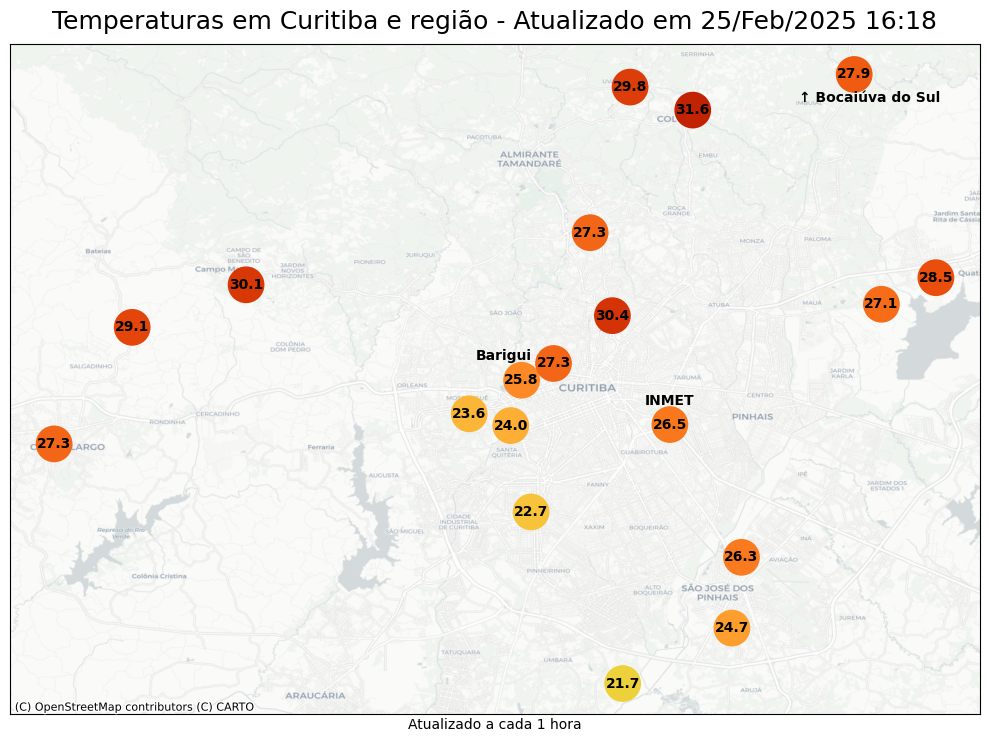 Temperaturas em Curitiba e região - Atualizado em 25/Feb/2025 16:18
SERRINHA
27.9
29.8
↑ Bocaiúva do Sul
31.6
PACOTUBA
ALMIRANTE
TAMANDARÉ
EMBU
ROÇA
GRANDE
Jardim Santa
Rita de Cássia
27.3
MONZA
PALOMA
Bateias
CAMPO DE
SÃO
BENEDITO
JURUQUI
PIONEIRO
JARDIM
NOVOS
HORIZONTES
Campo M
30.1
28.5
Quat
27.1
MAUÁ
ATUBA
SÃO JOÃO
30.4
29.1
COLÔNIA
DOM PEDRO
Barigui
27.3
SALGADINHO
JARDIM
KARLA
TARUMÃ
25.8
CURITIBA
ORLEANS
CENTRO
INMET
23.6
CERCADINHO
PINHAIS
RONDINHA
24.0
26.5
27.3
LARGO
Ferraria
SANTA
QUITÉRIA
GUABIROTUBA
AUGUSTA
IPÊ
FANNY
JARDIM DOS
ESTADOS I
22.7
CIDADE
INDUSTRIAL
DE CURITIBA
XAXIM
BOQUEIRÃO
SÃO MIGUEL
Represa do Rio
Verde
INÁ
26.3
AVIAÇÃO
PINHEIRINHO
Colônia Cristina
ALTO
BOQUEIRÃO
SÃO JOSÉ DOS
PINHAIS
JUREMA
24.7
TATUQUARA
UMBARÁ
21.7
ARUJÁ
ARAUCÁRIA
(C) OpenStreetMap contributors (C) CARTO
Atualizado a cada 1 hora